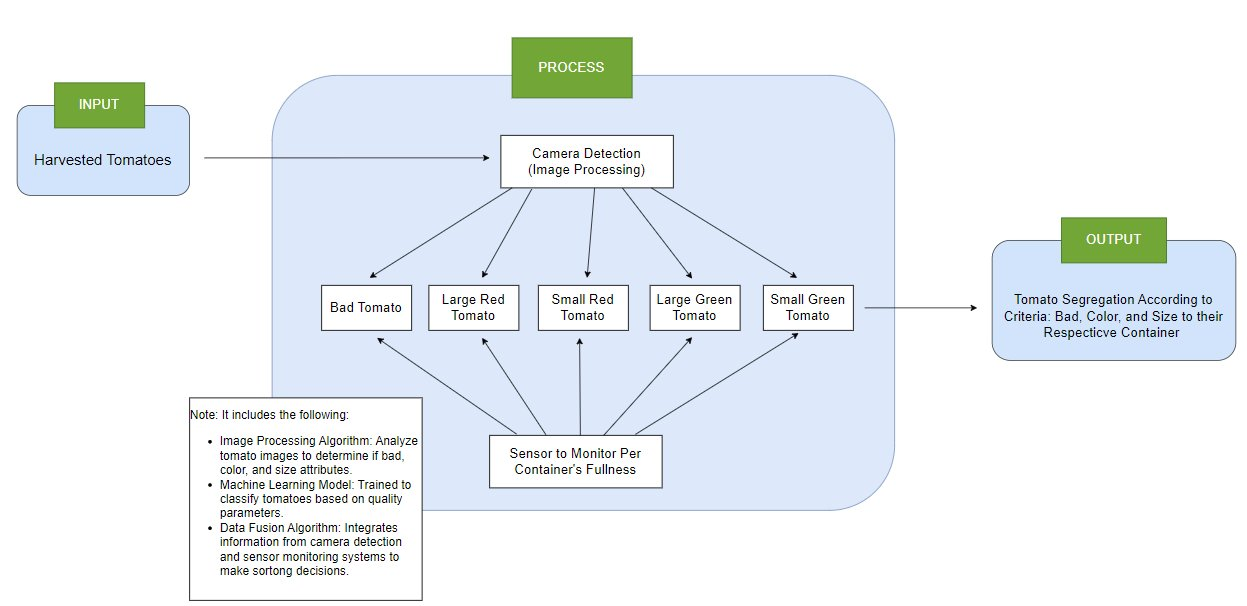 PROCESS
INPUT
Harvested Tomatoes
Camera Detection
(Image Processing)
OUTPUT
Bad Tomato
Large Red
Tomato
Small Red
Tomato
Large Green
Tomato
Small Green
Tomato
Tomato Segregation According to
Criteria: Bad, Color, and Size to their
Respecticve Container
Note: It includes the following:
• Image Processing Algorithm: Analyze
tomato images to determine if bad,
color, and size attributes.
• Machine Learning Model: Trained to
classify tomatoes based on quality
parameters.
• Data Fusion Algorithm: Integrates
information from camera detection
and sensor monitoring systems to
make sortong decisions.
Sensor to Monitor Per
Container's Fullness